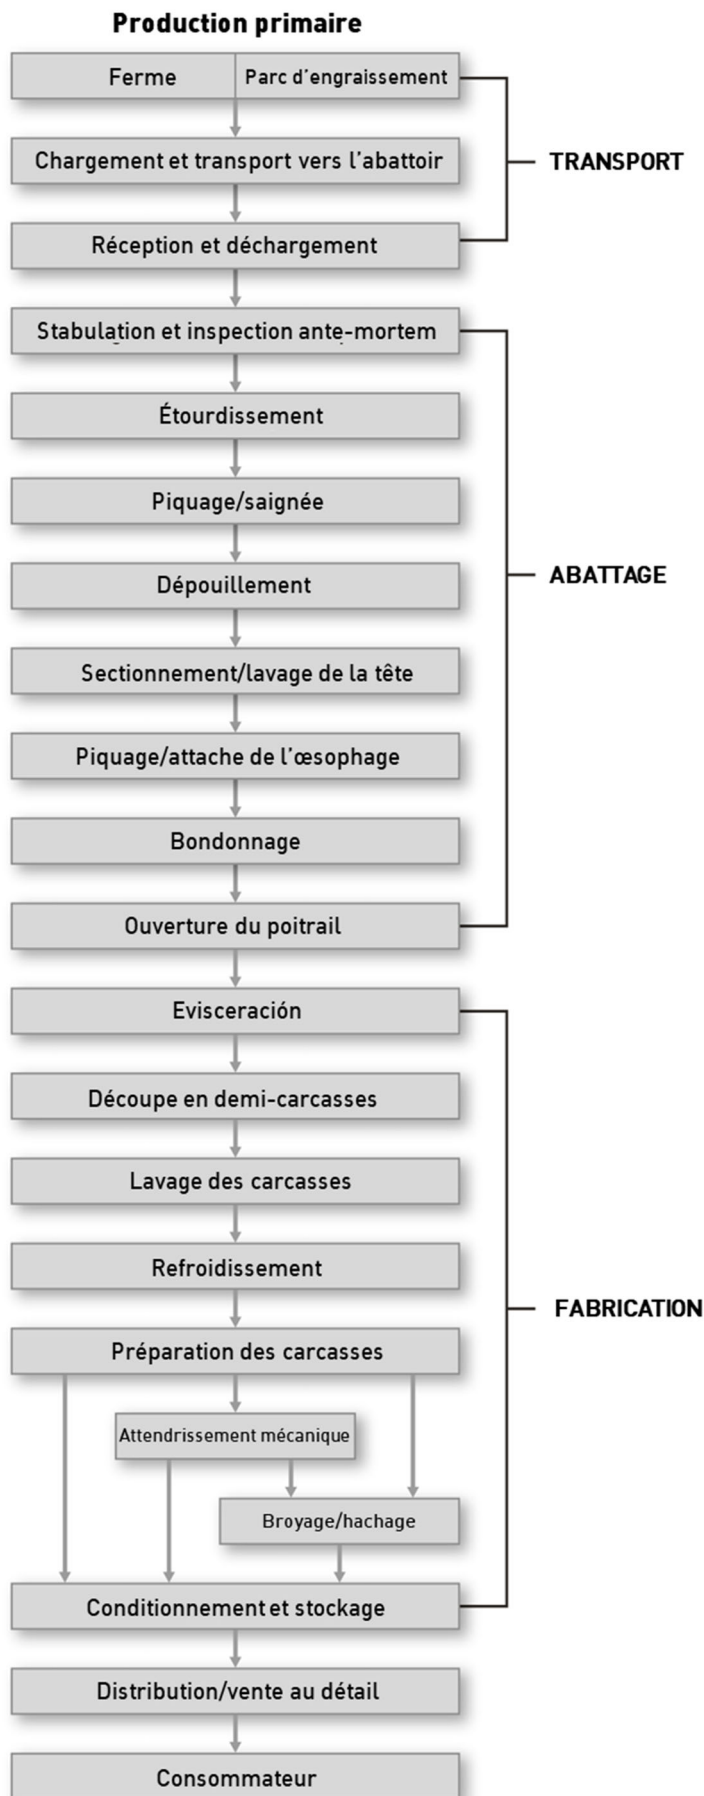 Production primaire
Ferme
Parc d'engraissement
TRANSPORT
Chargement et transport vers l'abattoir
Réception et déchargement
Stabulation et inspection ante-mortem
Étourdissement
Piquage/saignée
ABATTAGE
Dépouillement
Sectionnement/lavage de la tête
Piquage/attache de l'œsophage
Bondonnage
Ouverture du poitrail
Evisceración
Découpe en demi-carcasses
Lavage des carcasses
Refroidissement
FABRICATION
Préparation des carcasses
Attendrissement mécanique
Broyage/hachage
Conditionnement et stockage
Distribution/vente au détail
Consommateur